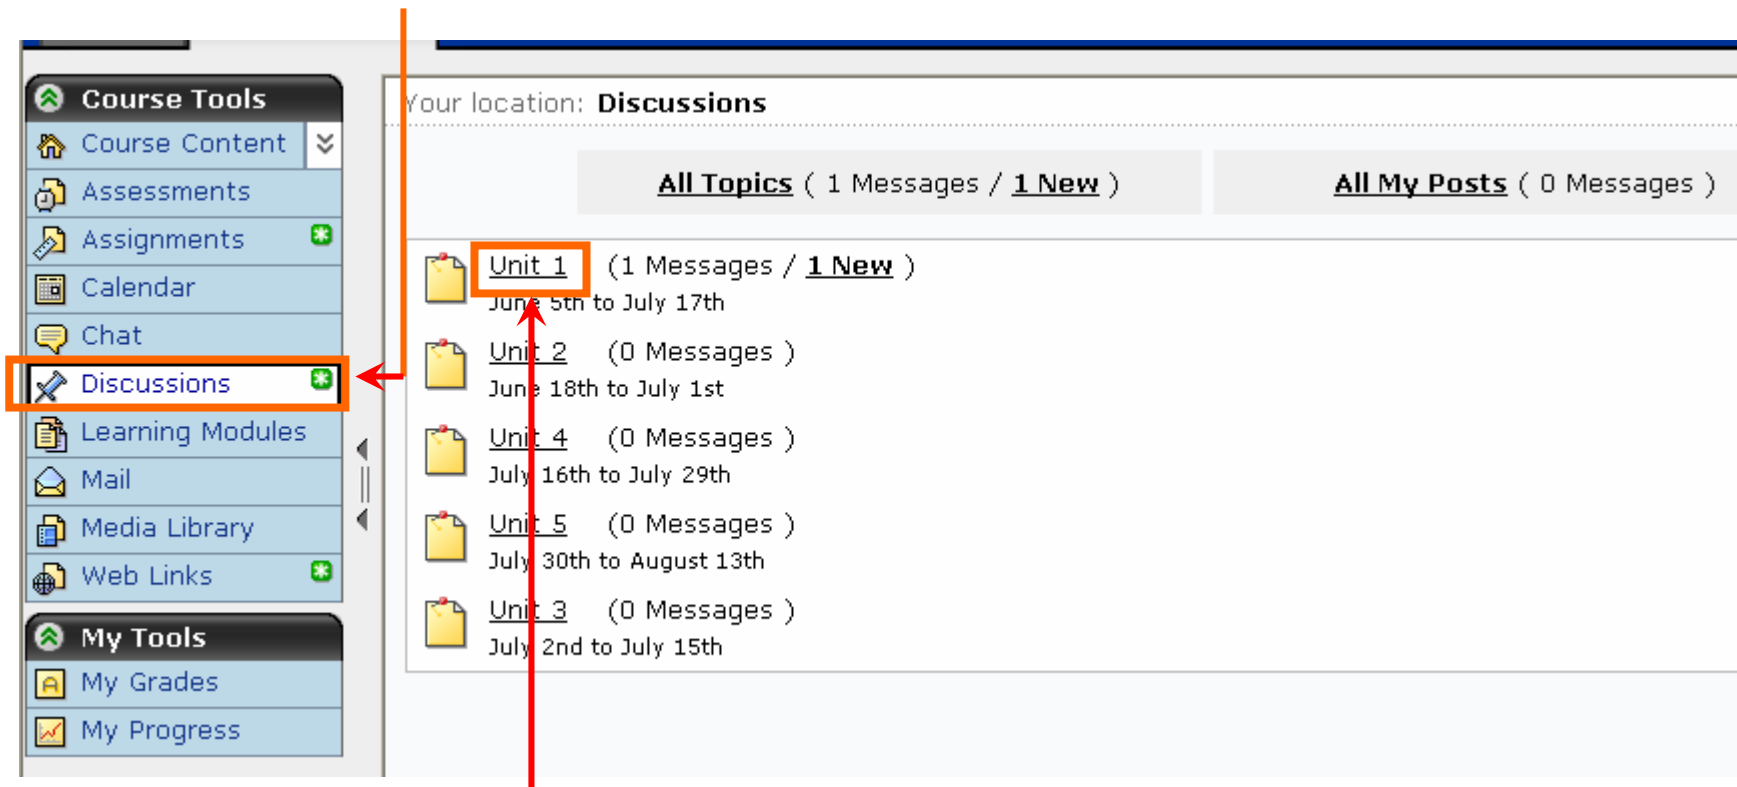 Course Tools
Course Content
Assessments
Assignments
Calendar
Chat
Discussions
Learning Modules
Mail
Media Library
Web Links
My Tools
My Grades
My Progress
Your location: Discussions
All Topics ( 1 Messages / 1 New )
All My Posts ( 0 Messages )
Unit 1 (1 Messages / 1 New )
June 5th to July 17th
Unit 2 (0 Messages )
June 18th to July 1st
Unit 4 (0 Messages )
July 16th to July 29th
Unit 5 (0 Messages )
July 30th to August 13th
Unit 3 (0 Messages )
July 2nd to July 15th